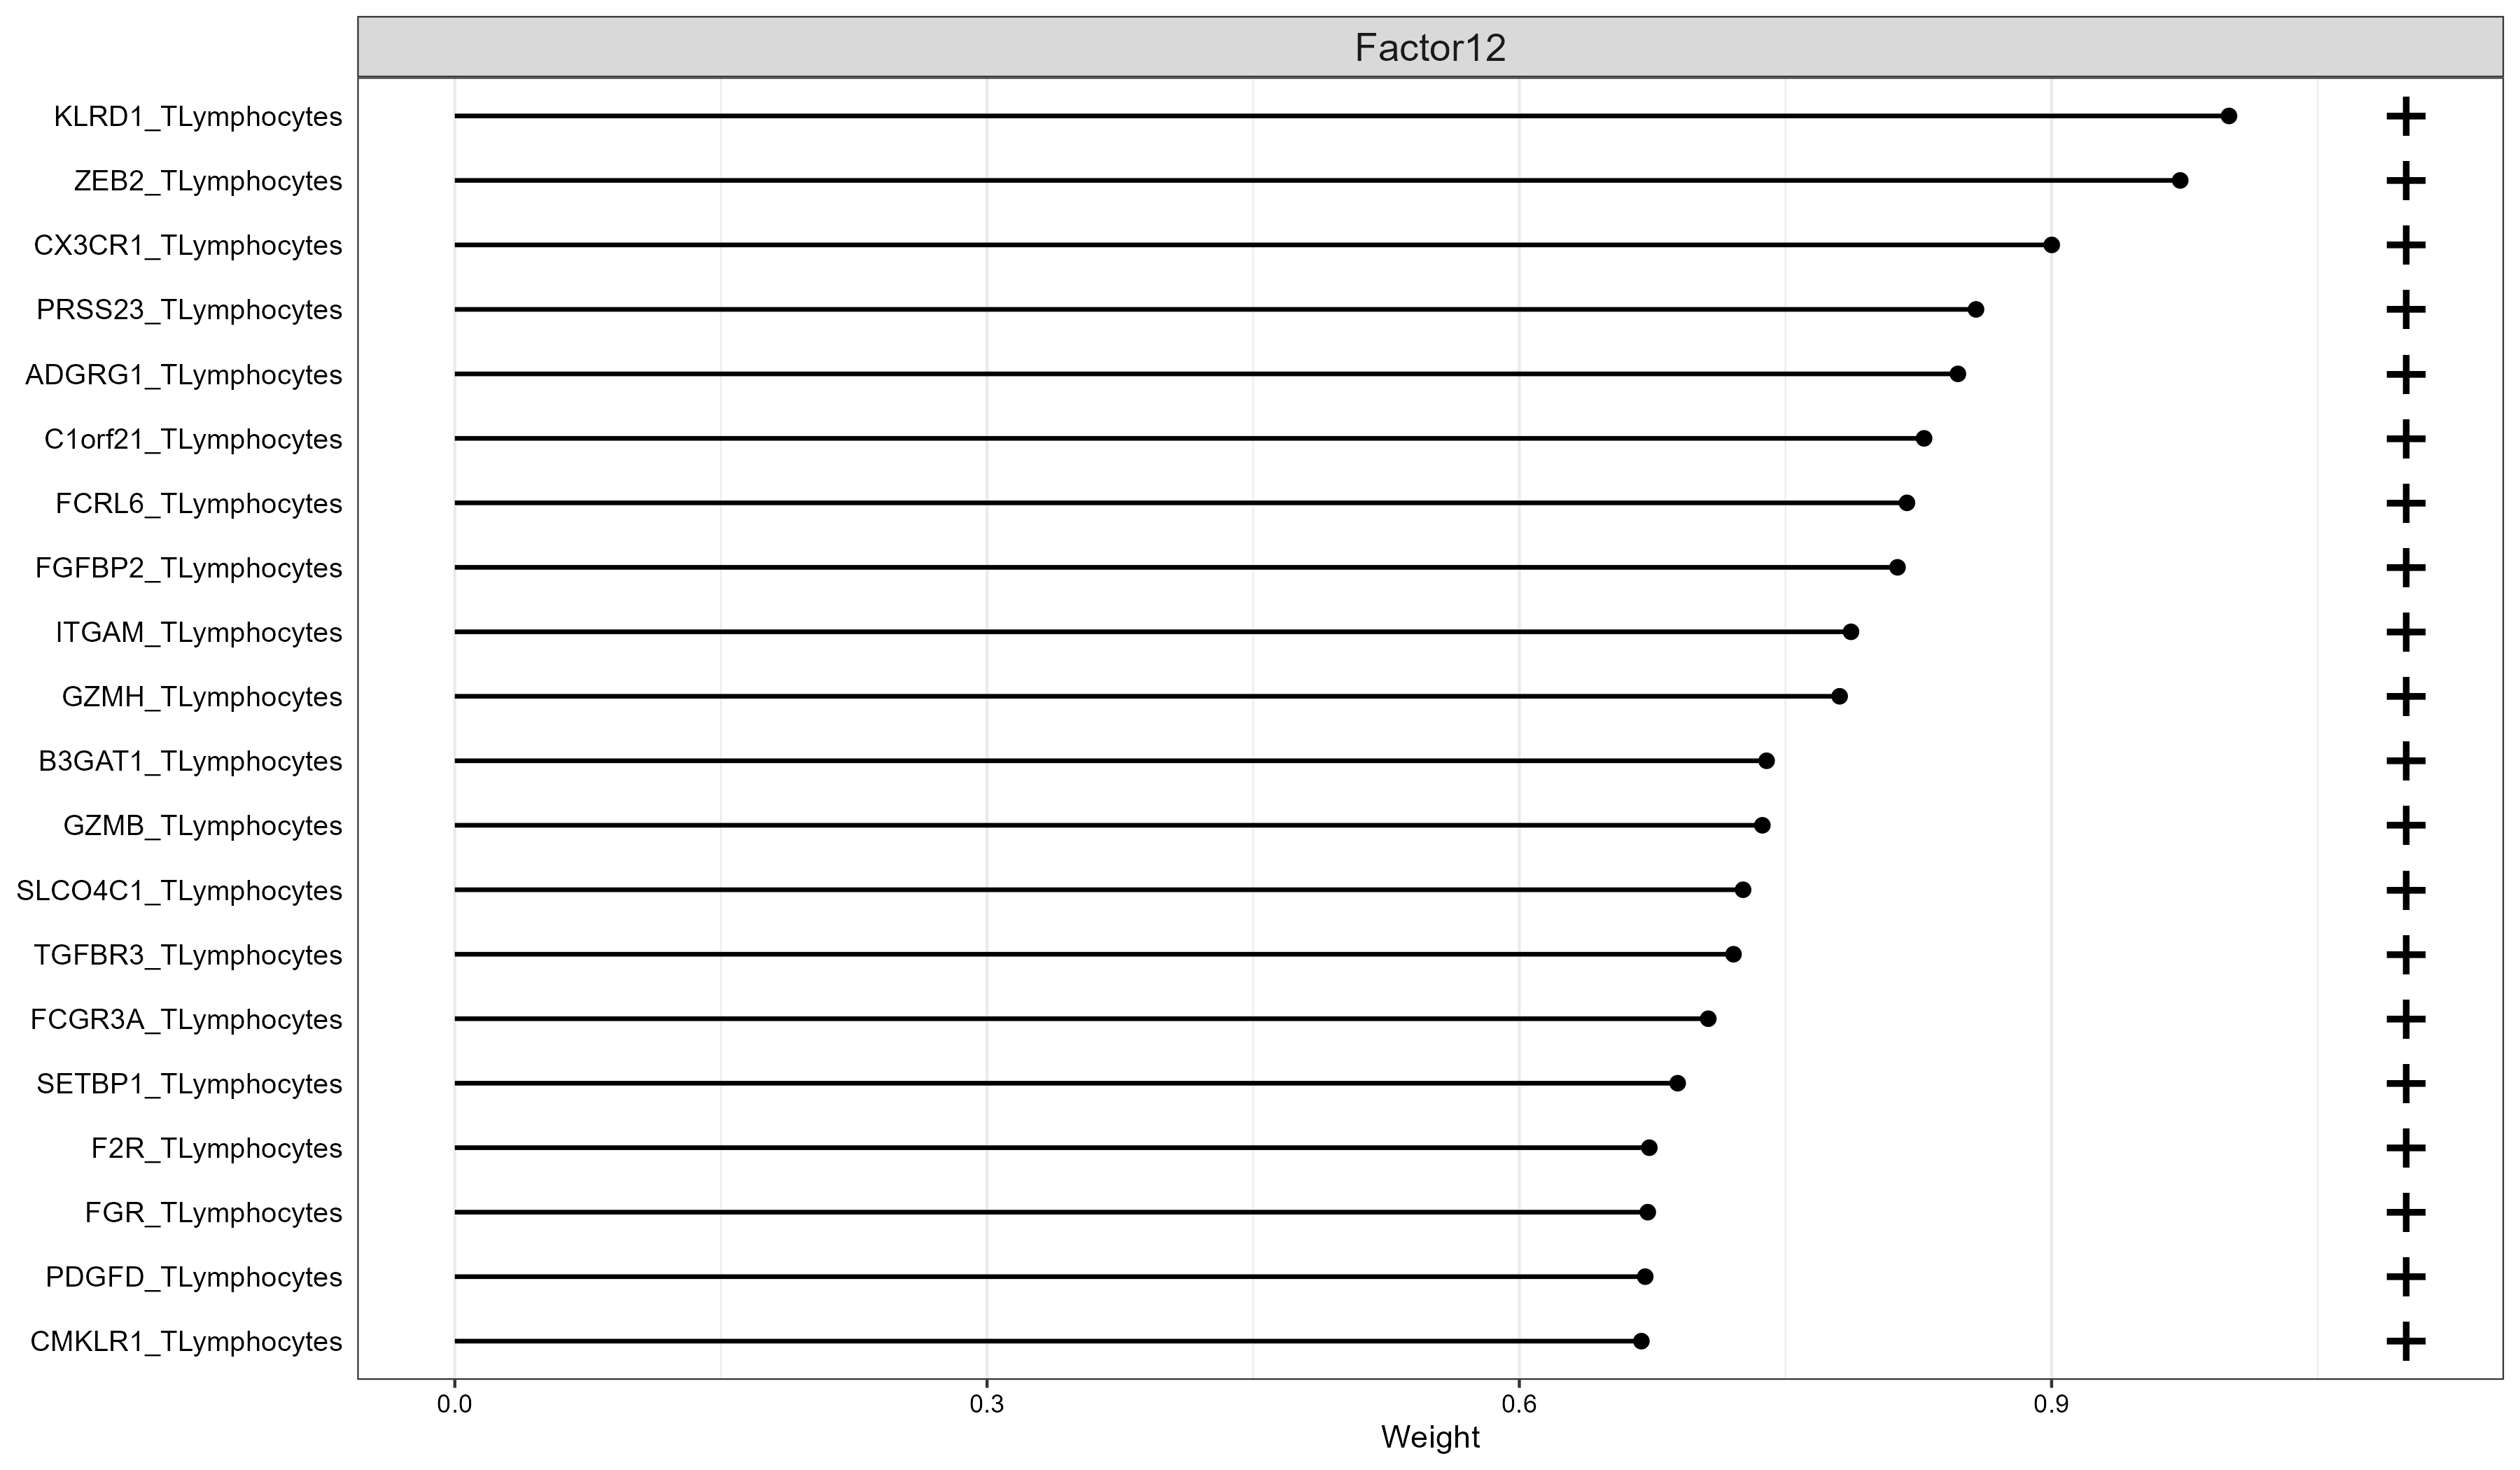 Factor12
KLRD1_TLymphocytes
ZEB2_TLymphocytes
CX3CR1_TLymphocytes
PRSS23_TLymphocytes
ADGRG1_TLymphocytes
C1orf21_TLymphocytes
FCRL6_TLymphocytes
FGFBP2_TLymphocytes
ITGAM_TLymphocytes
GZMH_TLymphocytes
B3GAT1_TLymphocytes
GZMB_TLymphocytes
SLCO4C1_TLymphocytes
TGFBR3_TLymphocytes
FCGR3A_TLymphocytes
SETBP1_TLymphocytes
F2R_TLymphocytes
FGR_TLymphocytes
PDGFD_TLymphocytes
CMKLR1_TLymphocytes
0.0 0.3 0.6 0.9
Weight